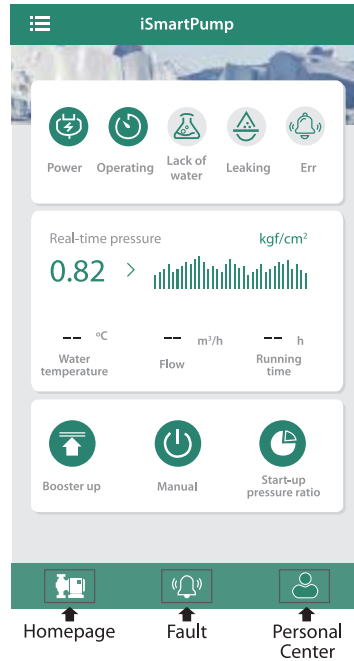 iSmartPump
Power
Operating
Lack of
water
Leaking
Err
Real-time pressure
kgf/cm²
0.82 >
-- ºC
-- m³/h
-- h
Water
temperature
Flow
Running
time
Booster up
Manual
Start-up
pressure ratio
Homepage
Fault
Personal
Center